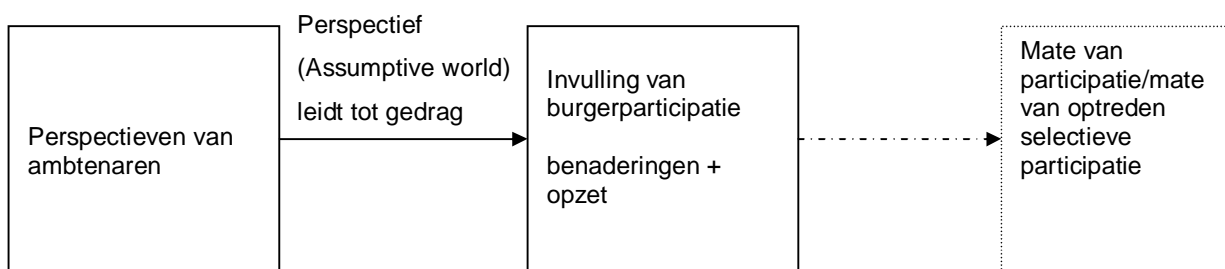 Perspectieven van
ambtenaren
Perspectief
(Assumptive world)
leidt tot gedrag
Invulling van
burgerparticipatie
benaderingen +
opzet
Mate van
participatie/mate
van optreden
selectieve
participatie